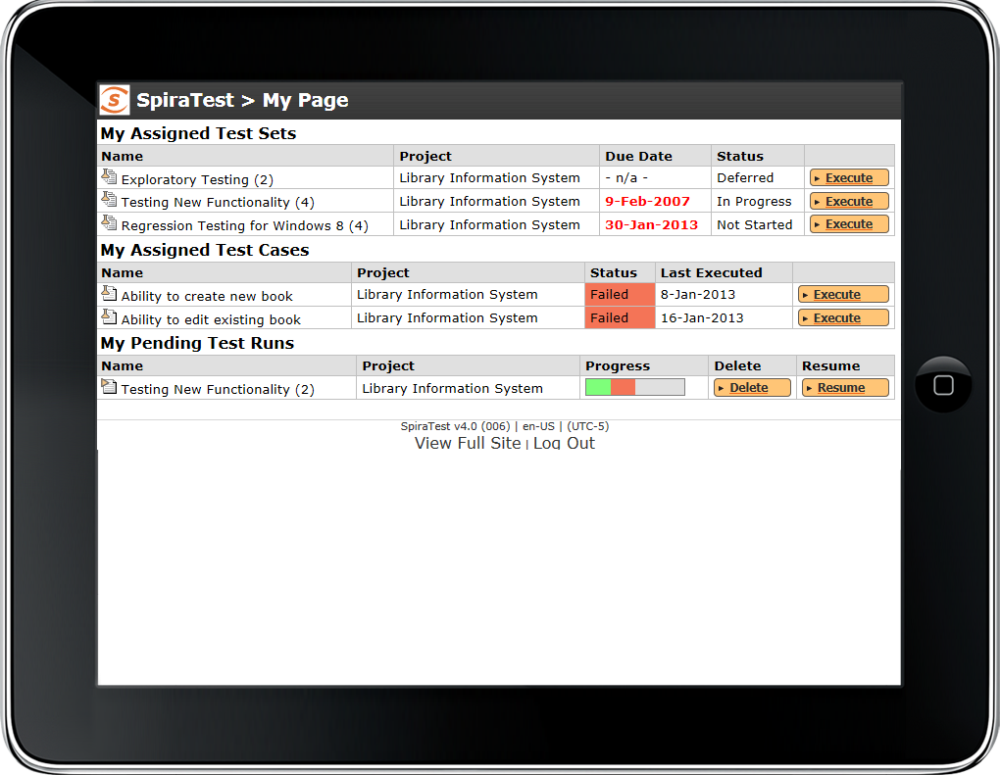 S SpiraTest > My Page
My Assigned Test Sets
Name Project Due Date Status
Exploratory Testing (2) Library Information System - n/a - Deferred Execute
Testing New Functionality (4) Library Information System 9-Feb-2007 In Progress Execute
Regression Testing for Windows 8 (4) Library Information System 30-Jan-2013 Not Started Execute
My Assigned Test Cases
Name Project Status Last Executed
Ability to create new book Library Information System Failed 8-Jan-2013 Execute
Ability to edit existing book Library Information System Failed 16-Jan-2013 Execute
My Pending Test Runs
Name Project Progress Delete Resume
Testing New Functionality (2) Library Information System Delete Resume
SpiraTest v4.0 (006) | en-US | (UTC-5)
View Full Site | Log Out